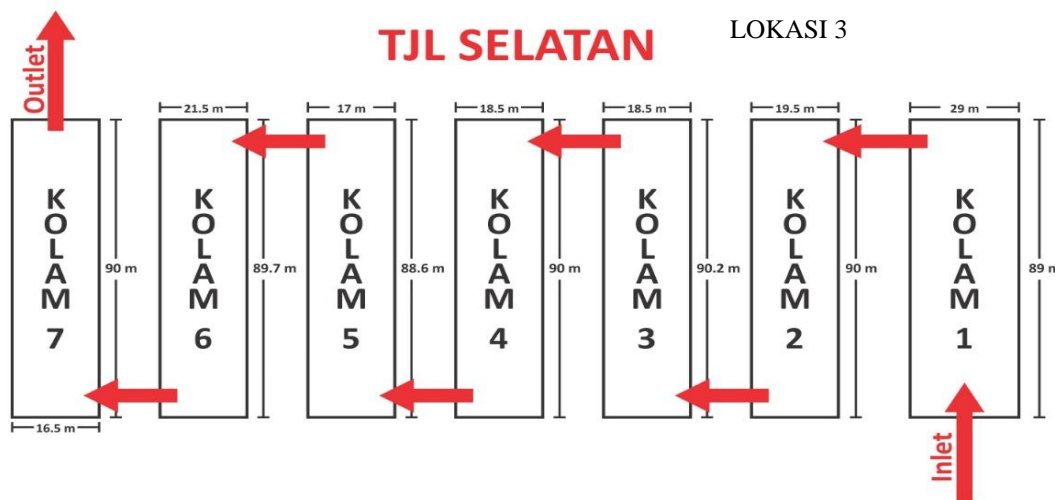 TJL SELATAN
LOKASI 3
Outlet
21.5 m
17 m
18.5 m
18.5 m
19.5 m
29 m
KOLAM 7
90 m
KOLAM 6
89.7 m
KOLAM 5
88.6 m
KOLAM 4
90 m
KOLAM 3
90.2 m
KOLAM 2
90 m
KOLAM 1
89 m
16.5 m
Inlet